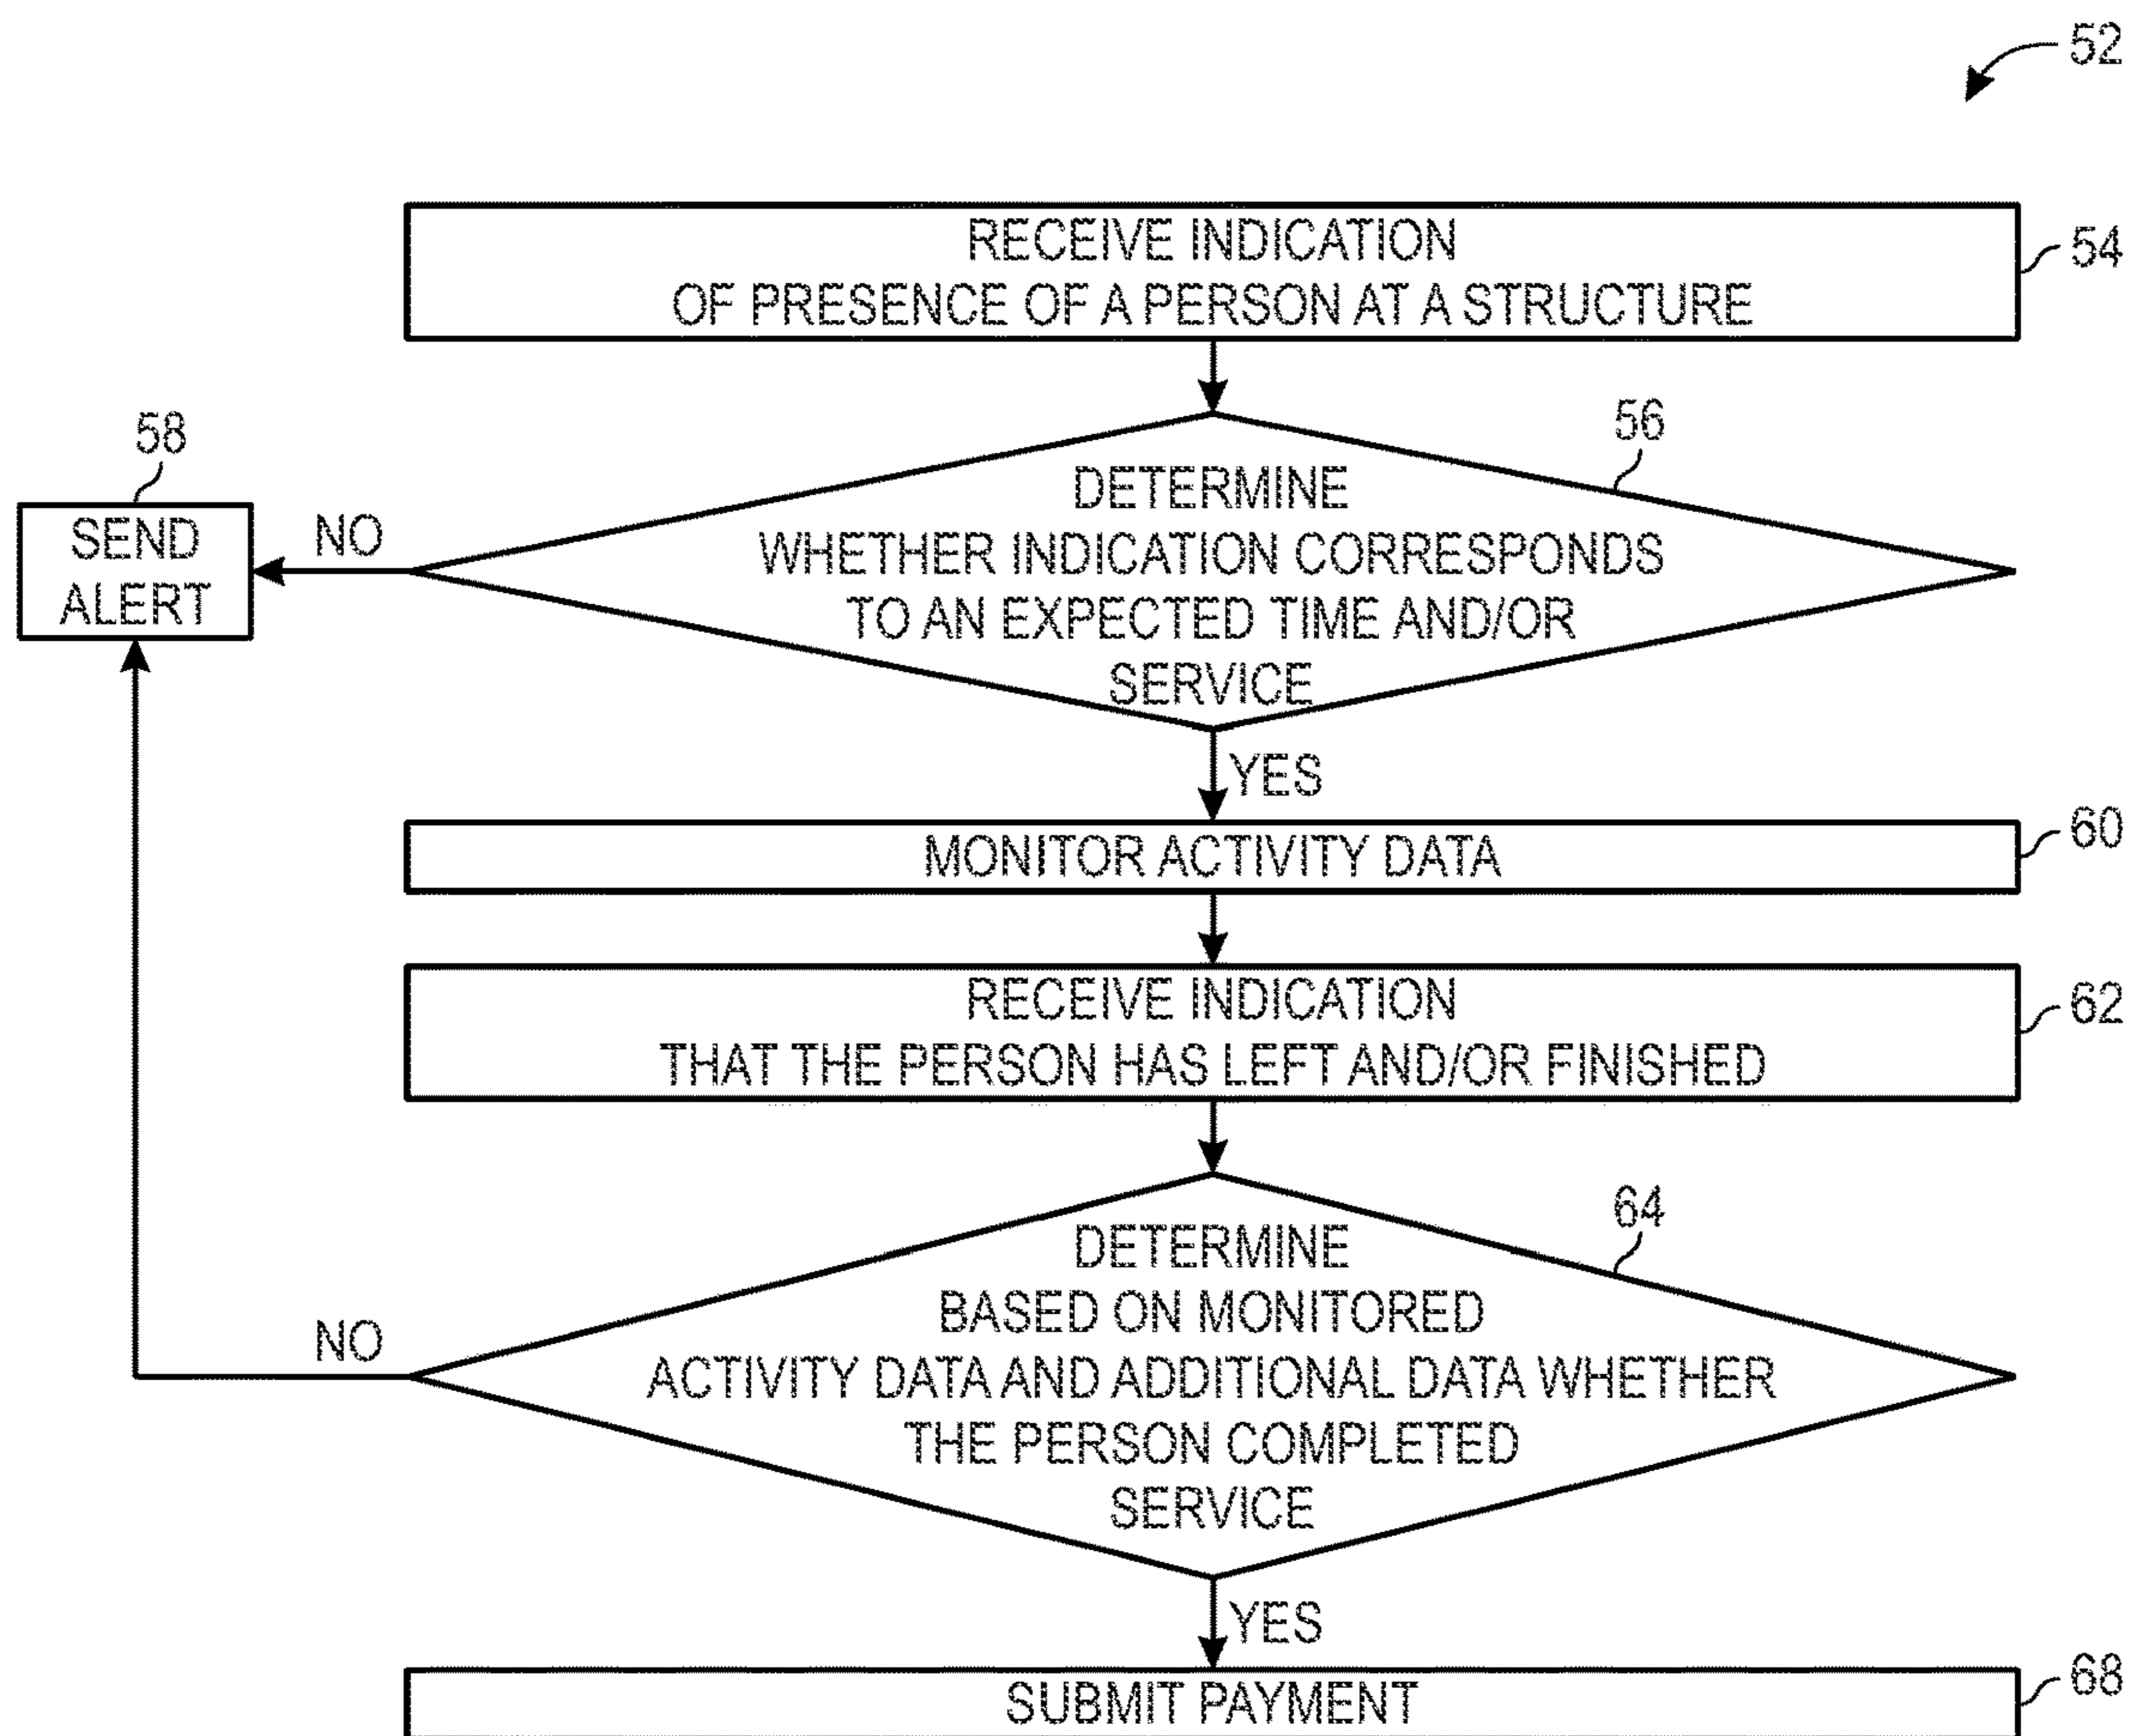 52
RECEIVE INDICATION
OF PRESENCE OF A PERSON AT A STRUCTURE
54
58
56
SEND
ALERT
NO
DETERMINE
WHETHER INDICATION CORRESPONDS
TO AN EXPECTED TIME AND/OR
SERVICE
YES
MONITOR ACTIVITY DATA
60
RECEIVE INDICATION
THAT THE PERSON HAS LEFT AND/OR FINISHED
62
64
NO
DETERMINE
BASED ON MONITORED
ACTIVITY DATA AND ADDITIONAL DATA WHETHER
THE PERSON COMPLETED
SERVICE
YES
SUBMIT PAYMENT
68